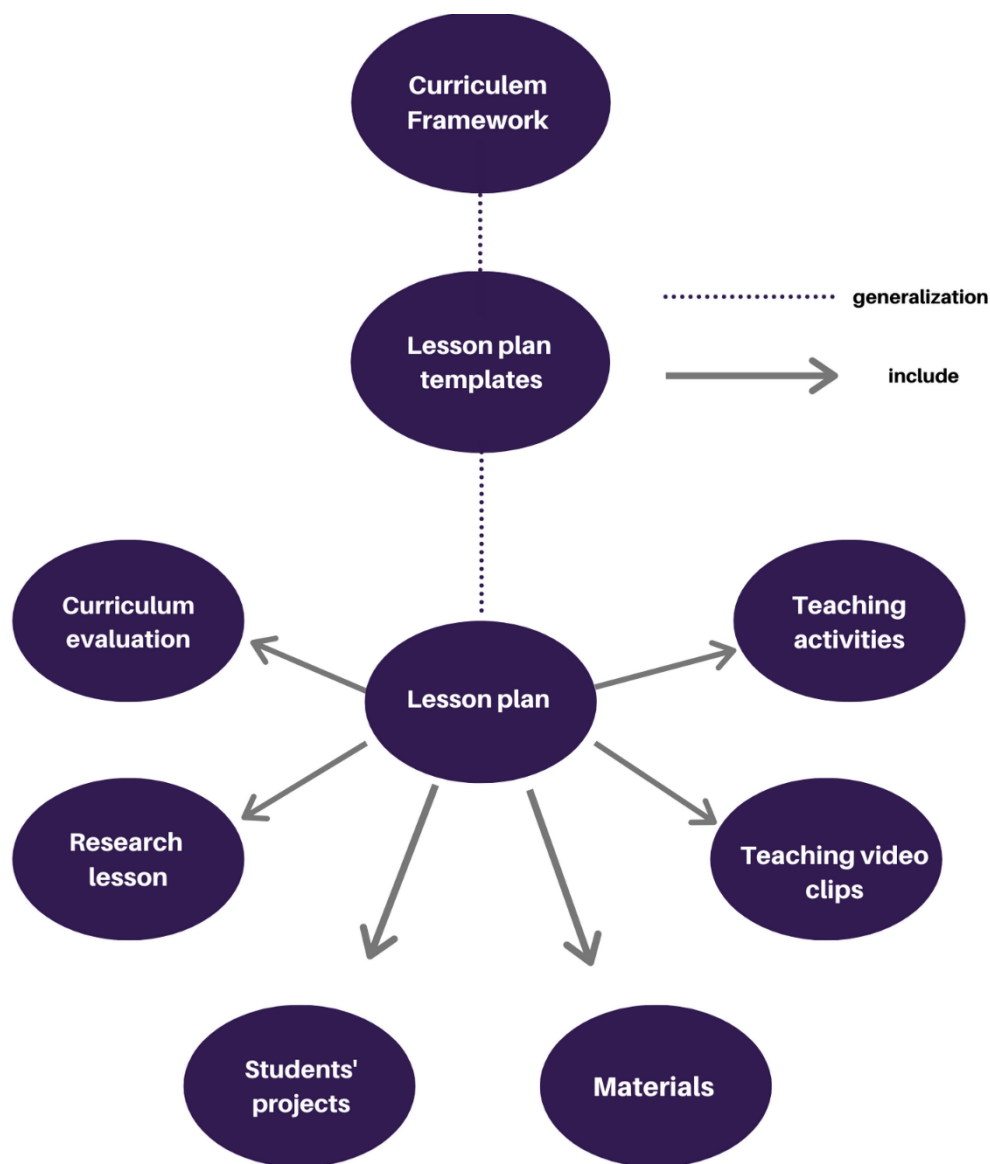 Curriculem
Framework
Lesson plan
templates
generalization
include
Curriculum
evaluation
Teaching
activities
Lesson plan
Research
lesson
Teaching video
clips
Students'
projects
Materials